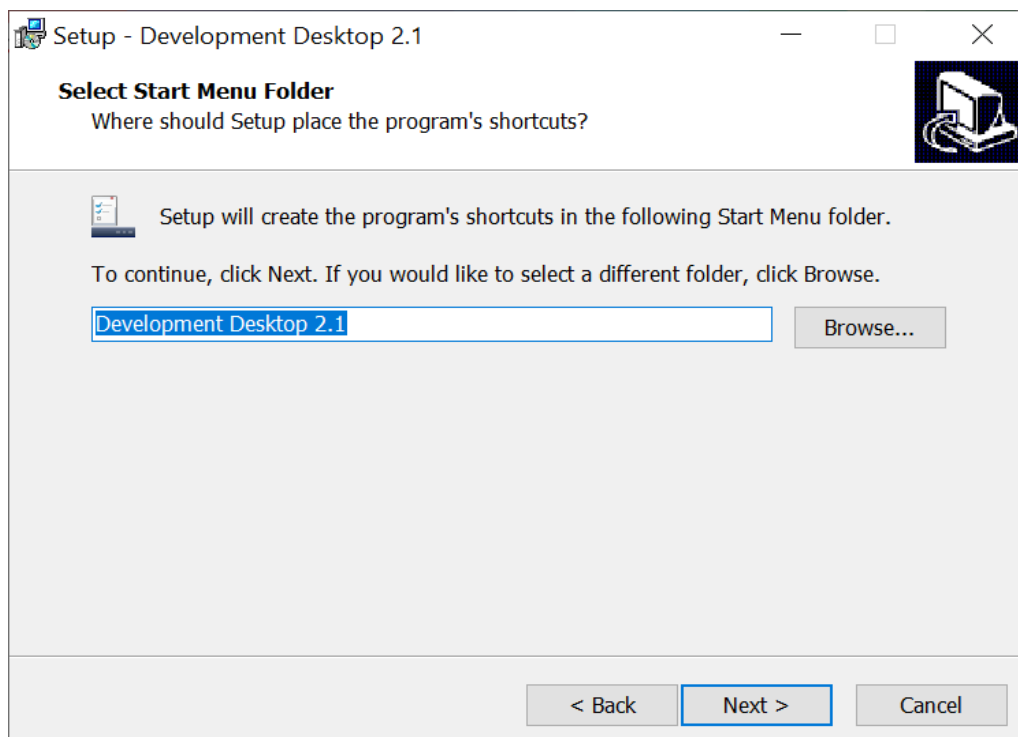 Setup - Development Desktop 2.1
Select Start Menu Folder
Where should Setup place the program's shortcuts?
Setup will create the program's shortcuts in the following Start Menu folder.
To continue, click Next. If you would like to select a different folder, click Browse.
Development Desktop 2.1
Browse...
< Back
Next >
Cancel